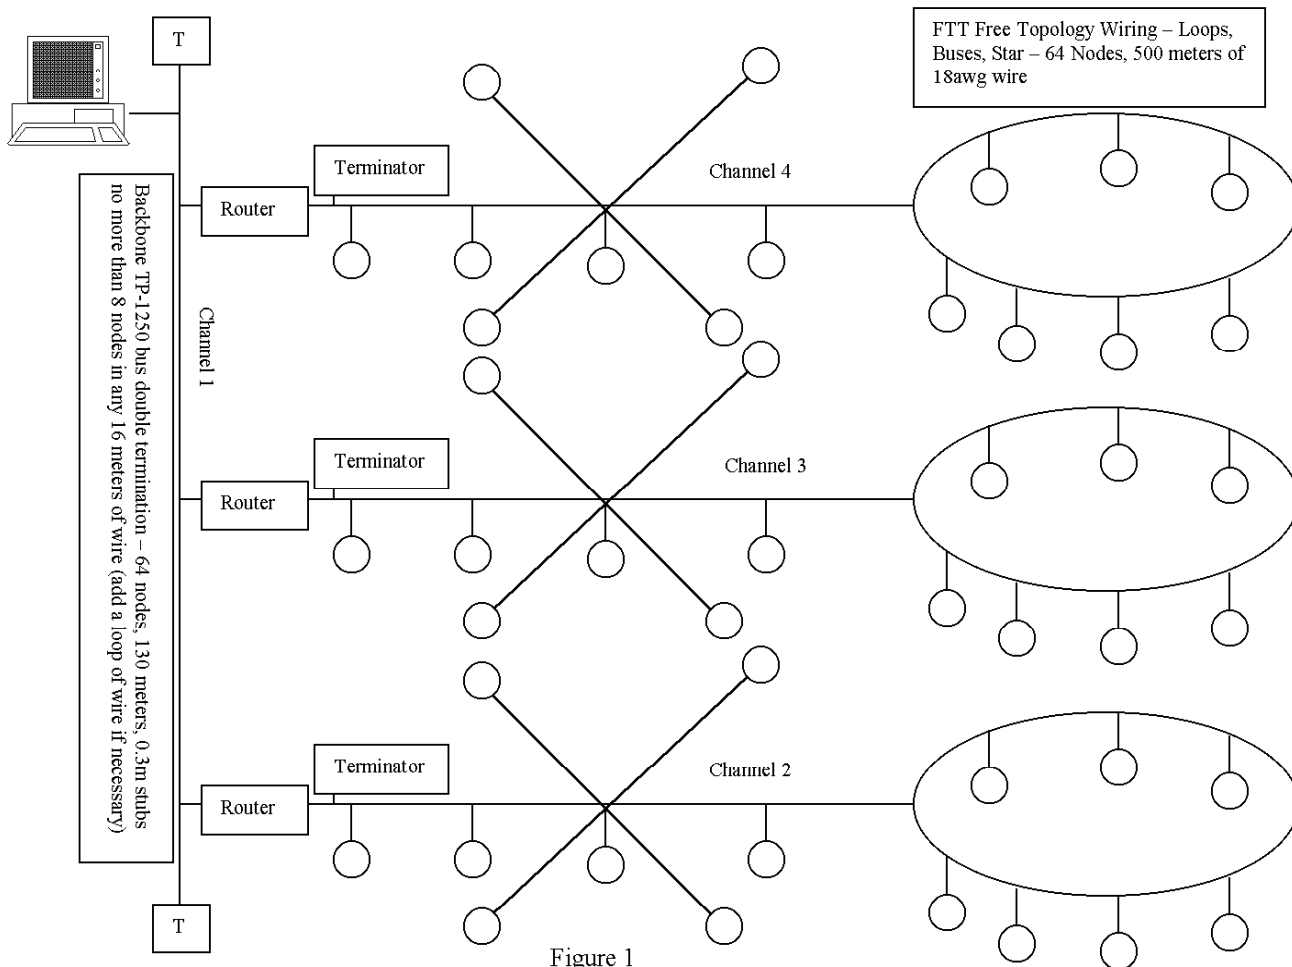 T
FTT Free Topology Wiring – Loops,
Buses, Star – 64 Nodes, 500 meters of
18awg wire
Terminator
Channel 4
Router
Backbone TP-1250 bus double termination – 64 nodes, 130 meters, 0.3m stubs
no more than 8 nodes in any 16 meters of wire (add a loop of wire if necessary)
Channel 1
Terminator
Channel 3
Router
Terminator
Channel 2
Router
T
Figure 1